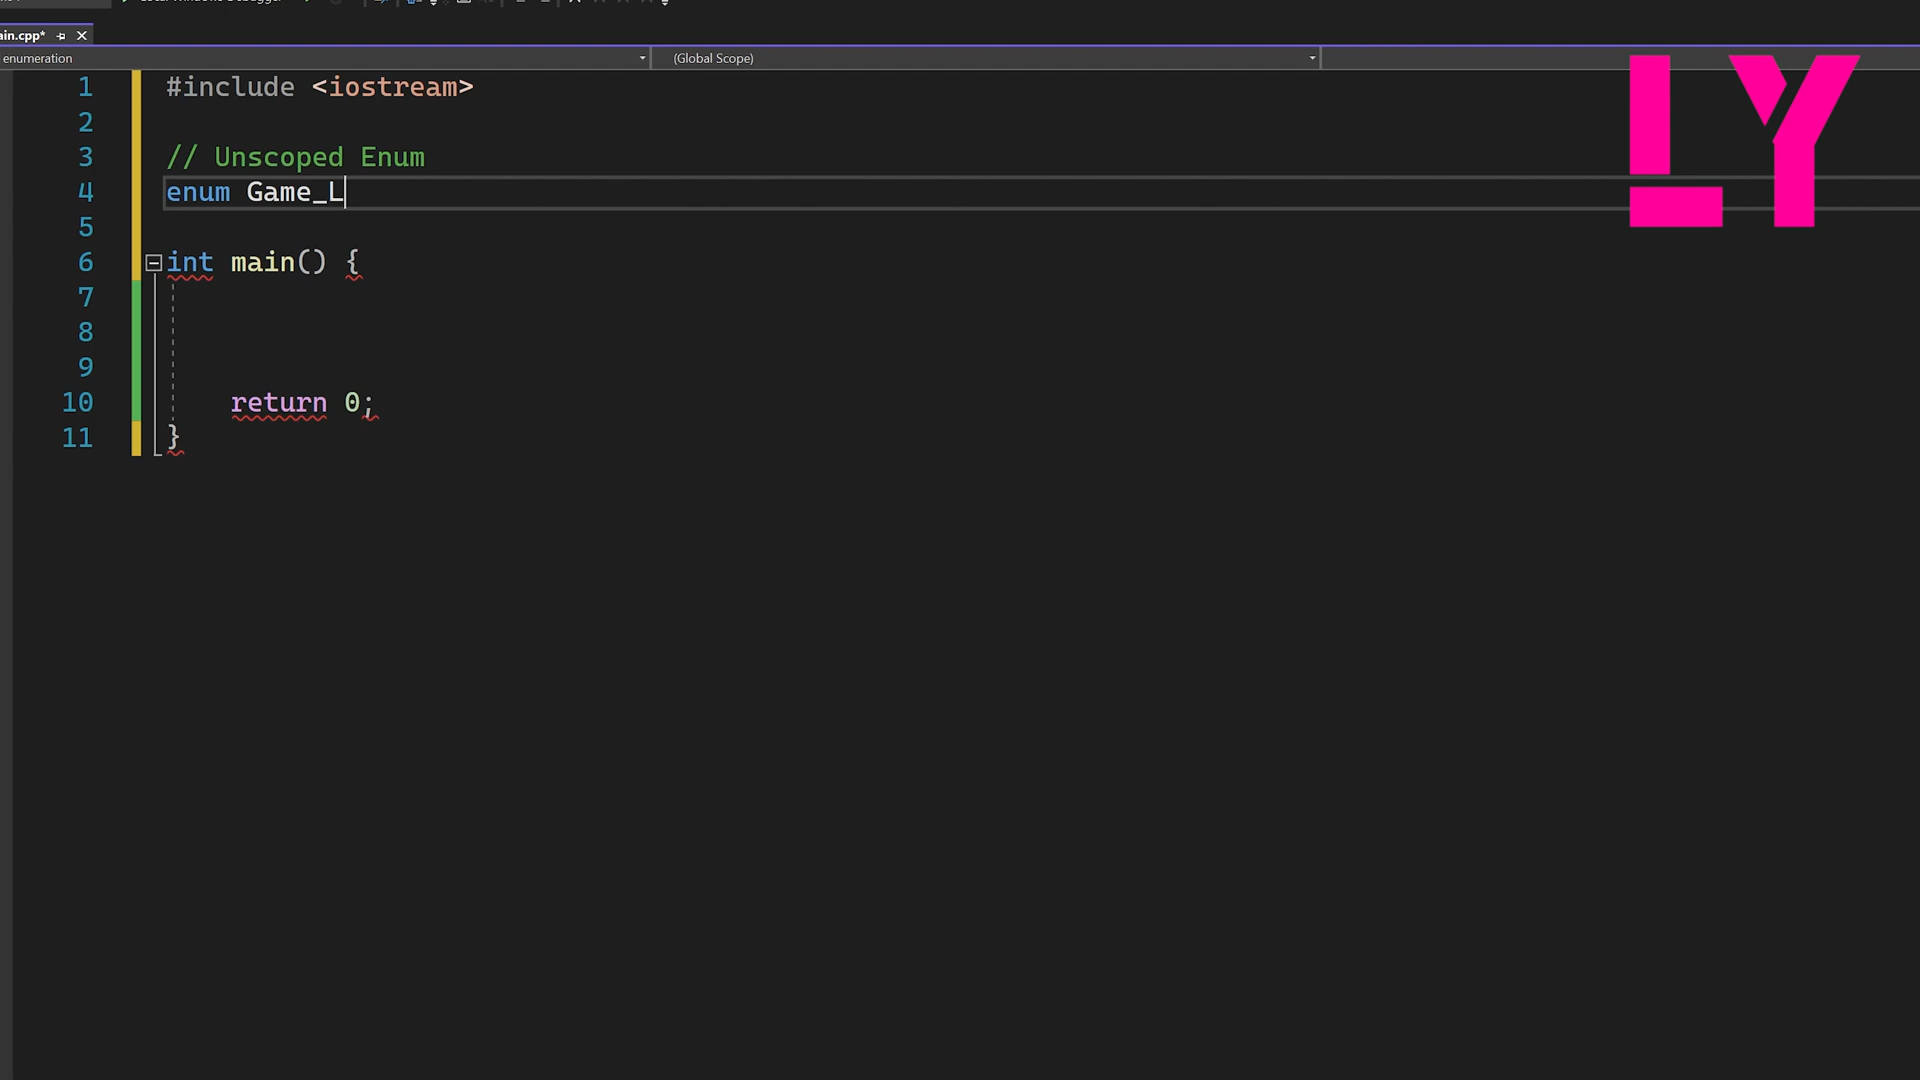 ain.cpp*
enumeration
(Global Scope)
LY
1 #include <iostream>
2
3 // Unscoped Enum
4 enum Game_L
5
6 int main() {
7
8
9
10 return 0;
11 }